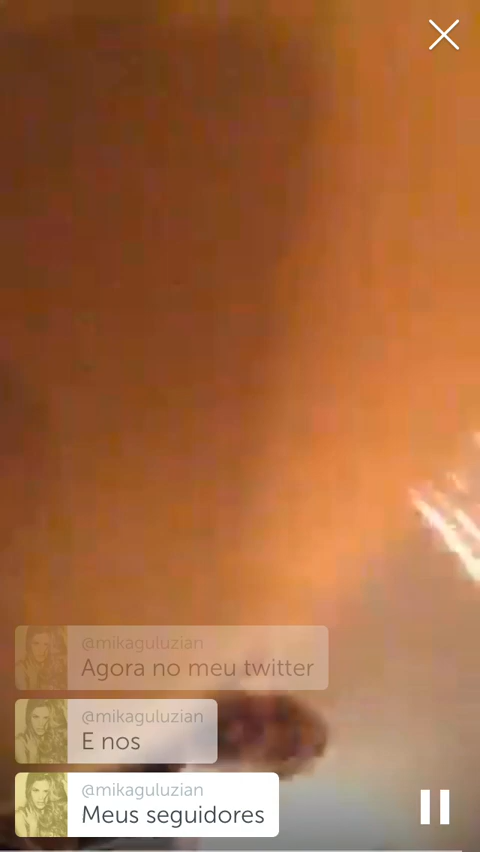 @mikaguluzian
Agora no meu twitter
@mikaguluzian
E nos
@mikaguluzian
Meus seguidores